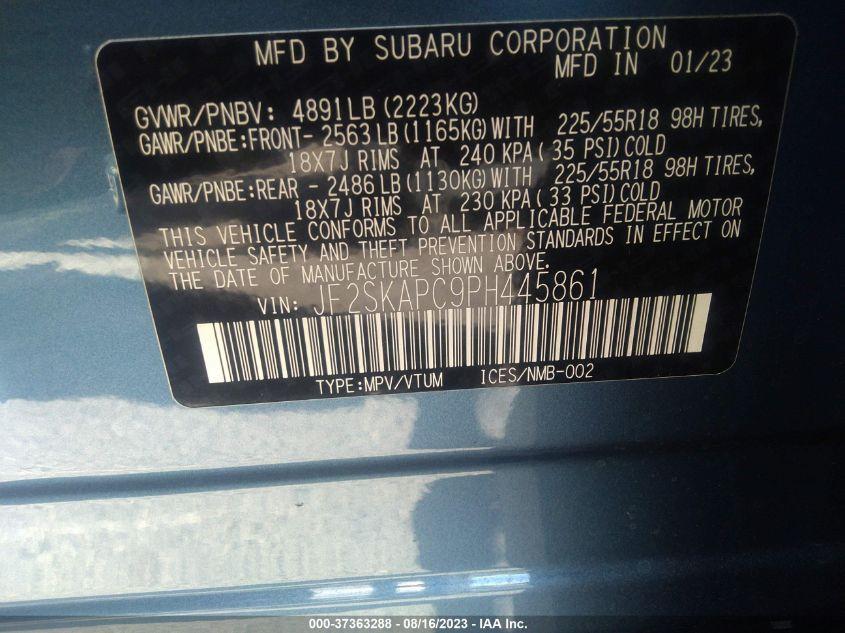 MFD BY SUBARU CORPORATION
MFD IN 01/23
GVWR/PNBV: 4891LB (2223KG)
GAWR/PNBE:FRONT- 2563LB(1165KG)WITH 225/55R18 98H TIRES,
18X7J RIMS AT 240 KPA( 35 PSI)COLD
GAWR/PNBE:REAR - 2486LB(1130KG)WITH 225/55R18 98H TIRES,
18X7J RIMS AT 230 KPA( 33 PSI)COLD
THIS VEHICLE CONFORMS TO ALL APPLICABLE FEDERAL MOTOR
VEHICLE SAFETY AND THEFT PREVENTION STANDARDS IN EFFECT ON
THE DATE OF MANUFACTURE SHOWN ABOVE.
VIN: JF2SKAPC9PH445861
TYPE:MPV/VTUM ICES/NMB-002
000-37363288 - 08/16/2023 - IAA Inc.